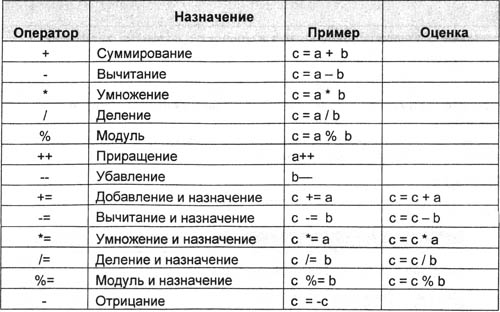 Назначение
Оператор Пример Оценка
+ Суммирование c = a + b
- Вычитание c = a – b
* Умножение c = a * b
/ Деление c = a / b
% Модуль c = a % b
++ Приращение a++
-- Убавление b—
+= Добавление и назначение c += a c = c + a
-= Вычитание и назначение c -= b c = c – b
*= Умножение и назначение c *= a c = c * a
/= Деление и назначение c /= b c = c / b
%= Модуль и назначение c %= b c = c % b
- Отрицание c = -c